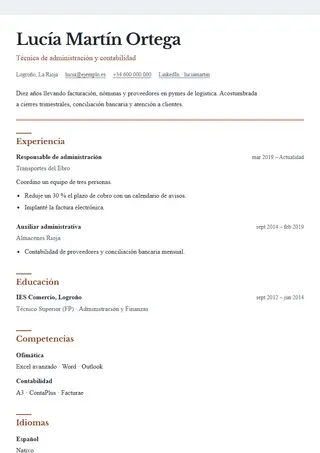 Lucía Martín Ortega
Técnica de administración y contabilidad
Logroño, La Rioja lucia@ejemplo.es +34 600 000 000 LinkedIn · luciamartin
Diez años llevando facturación, nóminas y proveedores en pymes de logística. Acostumbrada
a cierres trimestrales, conciliación bancaria y atención a clientes.
Experiencia
Responsable de administración mar 2019 – Actualidad
Transportes del Ebro
Coordino un equipo de tres personas.
• Reduje un 30 % el plazo de cobro con un calendario de avisos.
• Implanté la factura electrónica.
Auxiliar administrativa sept 2014 – feb 2019
Almacenes Rioja
• Contabilidad de proveedores y conciliación bancaria mensual.
Educación
IES Comercio, Logroño sept 2012 – jun 2014
Técnico Superior (FP) · Administración y Finanzas
Competencias
Ofimática
Excel avanzado · Word · Outlook
Contabilidad
A3 · ContaPlus · Facturae
Idiomas
Español
Nativo